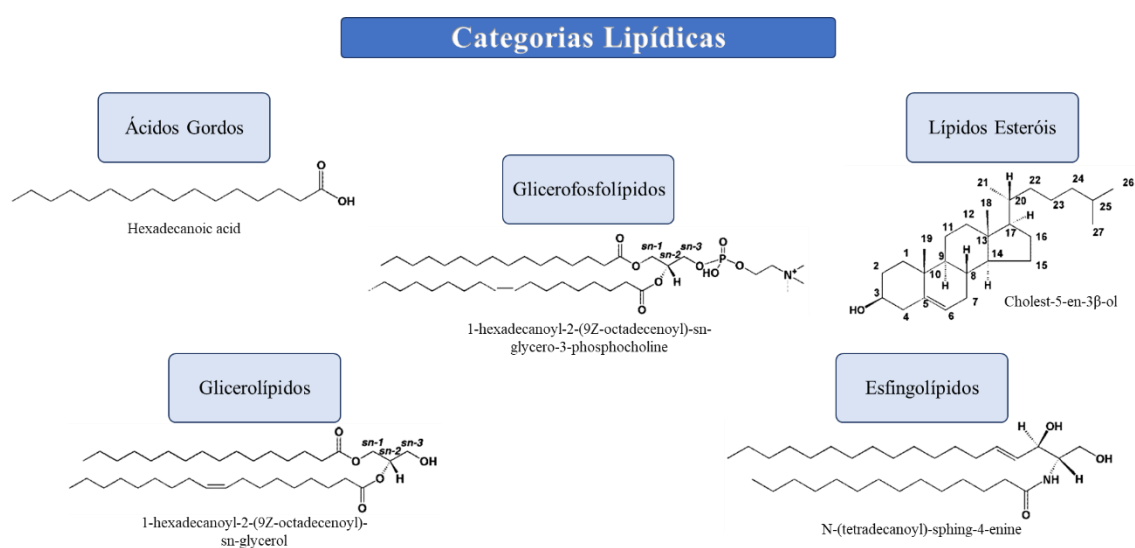 Categorias Lipídicas
Ácidos Gordos
O
OH
Hexadecanoic acid
Glicerofosfolípidos
O
sn-1
sn-2
sn-3
O
O
O
P
HO
O
N+
O
H
O
1-hexadecanoyl-2-(9Z-octadecenoyl)-sn-
glycero-3-phosphocholine
Lípidos Esteróis
21
H
22
24
26
18
20
23
25
12
17
H
27
11
13
16
19
1
H
14
15
2
9
10
8
H
H
3
5
7
HO
4
6
Cholest-5-en-3β-ol
Glicerolípidos
O
sn-1
sn-2
sn-3
O
OH
O
H
O
1-hexadecanoyl-2-(9Z-octadecenoyl)-
sn-glycerol
Esfingolípidos
H
OH
OH
H
NH
O
N-(tetradecanoyl)-sphing-4-enine